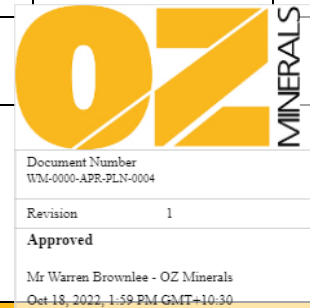 OZ
MINERALS
Document Number
WM-0000-APR-PLN-0004
Revision 1
Approved
Mr Warren Brownlee - OZ Minerals
Oct 18, 2022, 1:59 PM GMT+10:30